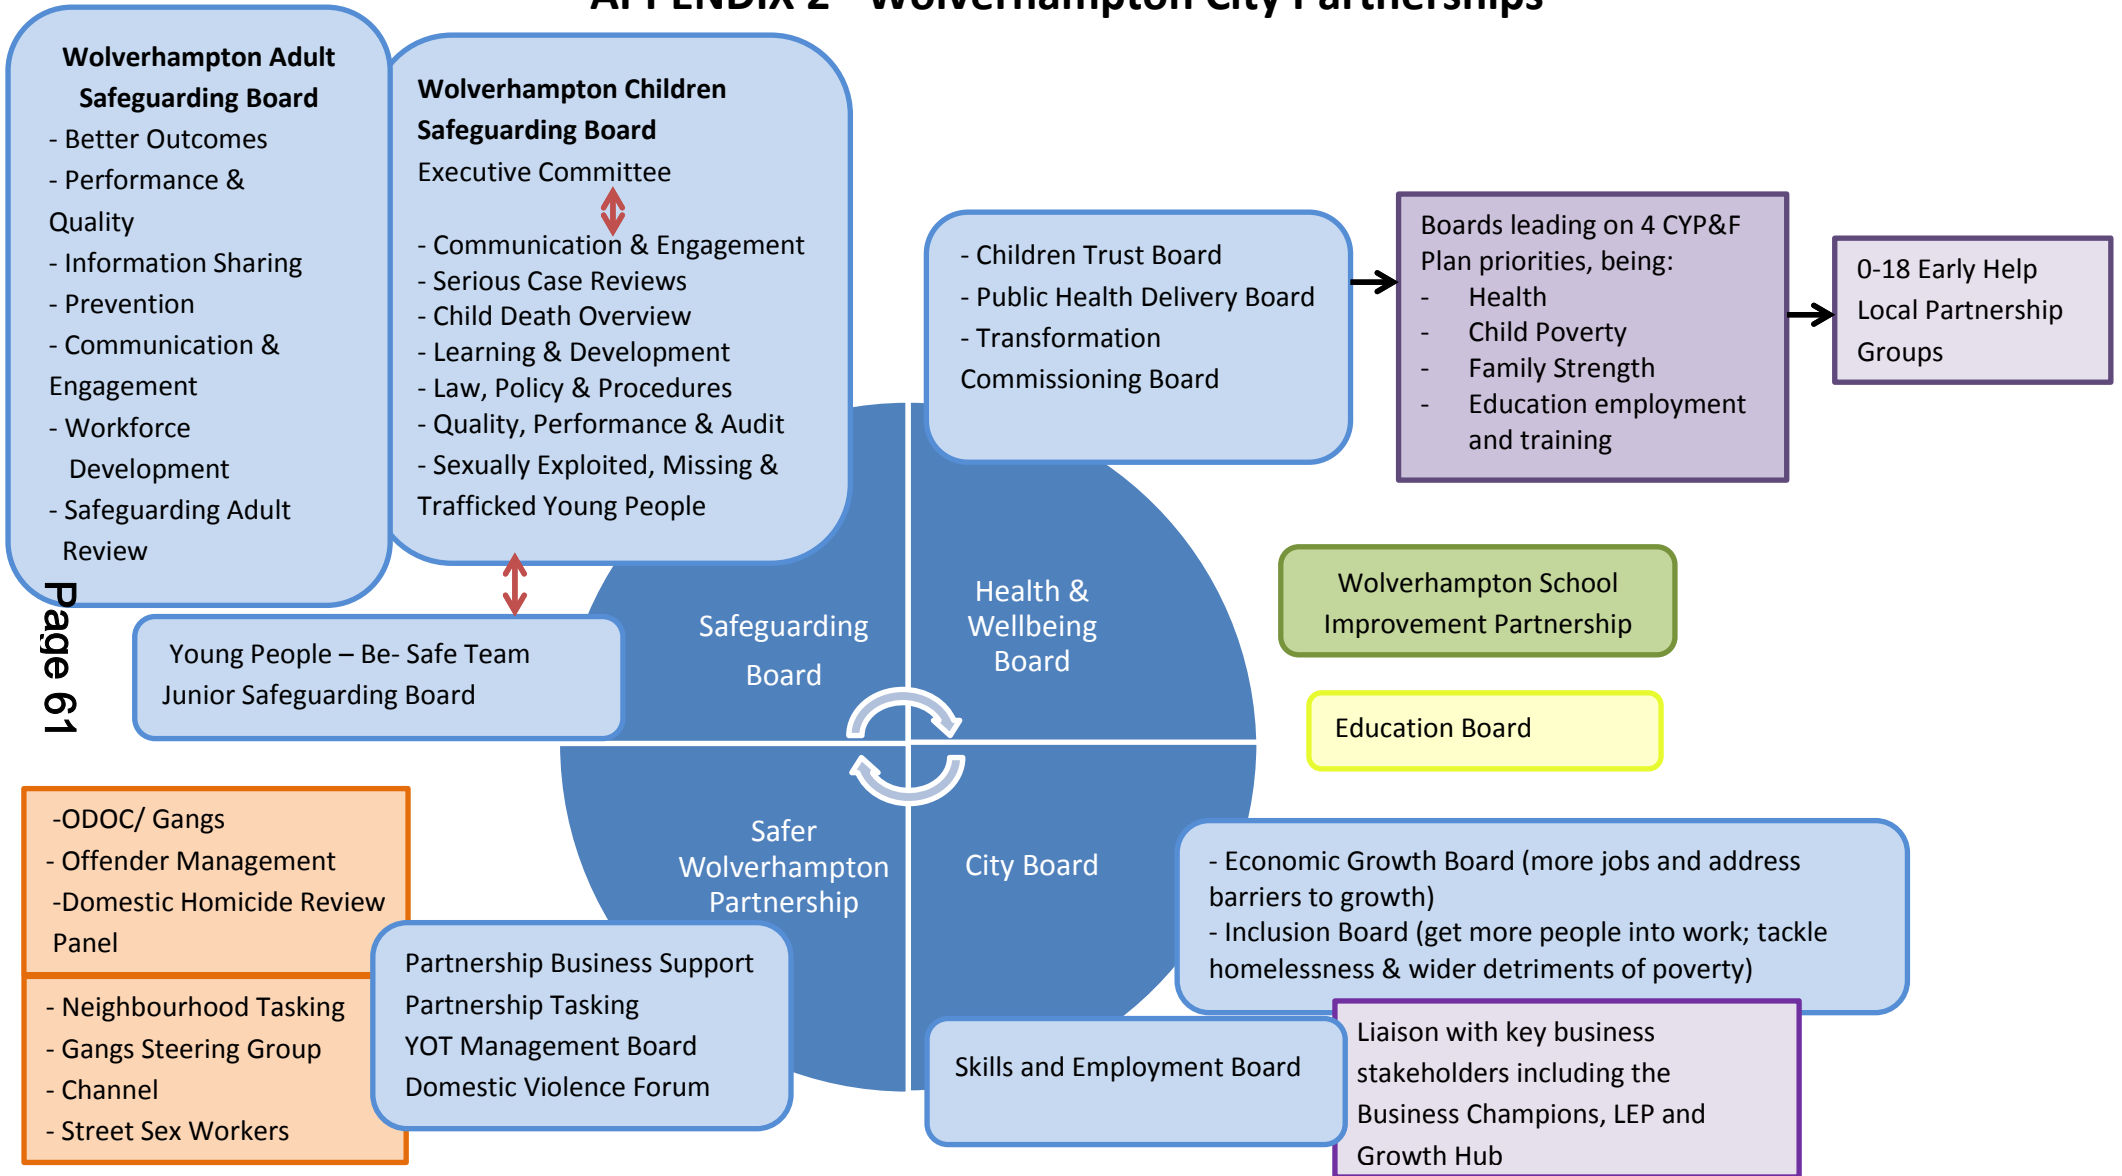 APPENDIX 2 - Wolverhampton City Partnerships
Wolverhampton Adult
Safeguarding Board
- Better Outcomes
- Performance &
Quality
- Information Sharing
- Prevention
- Communication &
Engagement
- Workforce
Development
- Safeguarding Adult
Review
Wolverhampton Children
Safeguarding Board
Executive Committee
- Communication & Engagement
- Serious Case Reviews
- Child Death Overview
- Learning & Development
- Law, Policy & Procedures
- Quality, Performance & Audit
- Sexually Exploited, Missing &
Trafficked Young People
- Children Trust Board
- Public Health Delivery Board
- Transformation
Commissioning Board
Boards leading on 4 CYP&F
Plan priorities, being:
- Health
- Child Poverty
- Family Strength
- Education employment
and training
0-18 Early Help
Local Partnership
Groups
Young People – Be- Safe Team
Junior Safeguarding Board
Page 61
Safeguarding
Board
Health &
Wellbeing
Board
Wolverhampton School
Improvement Partnership
Education Board
Safer
Wolverhampton
Partnership
City Board
-ODOC/ Gangs
- Offender Management
-Domestic Homicide Review
Panel
- Neighbourhood Tasking
- Gangs Steering Group
- Channel
- Street Sex Workers
Partnership Business Support
Partnership Tasking
YOT Management Board
Domestic Violence Forum
- Economic Growth Board (more jobs and address
barriers to growth)
- Inclusion Board (get more people into work; tackle
homelessness & wider detriments of poverty)
Skills and Employment Board
Liaison with key business
stakeholders including the
Business Champions, LEP and
Growth Hub